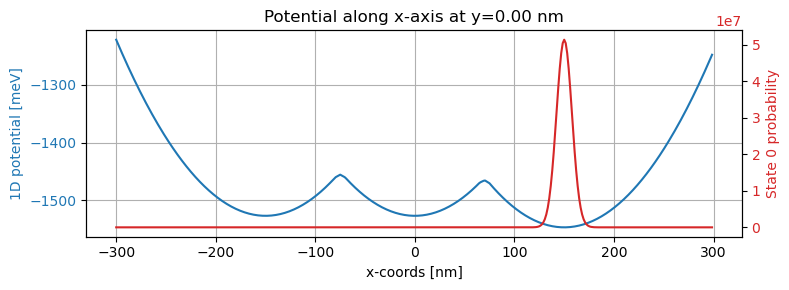 Potential along x-axis at y=0.00 nm
1e7
1D potential [meV]
−1300
−1400
−1500
5
4
3
2
1
0
State 0 probability
−300 −200 −100 0 100 200 300
x-coords [nm]